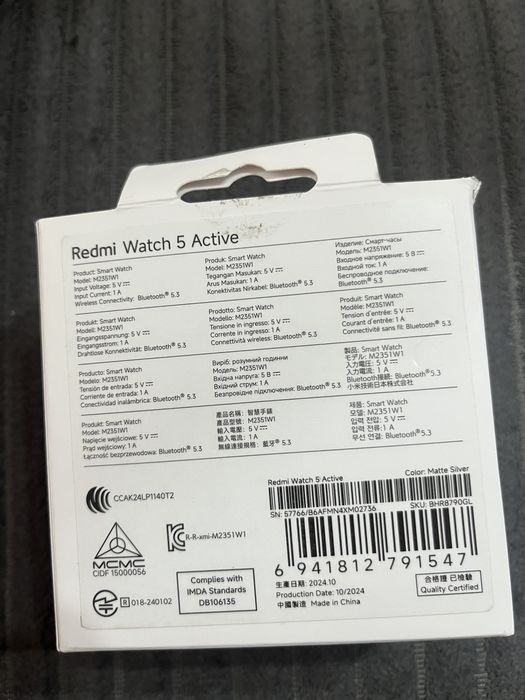 Redmi Watch 5 Active
Product: Smart Watch
Model: M2351W1
Input Voltage: 5 V⎓
Input Current: 1 A
Wireless Connectivity: Bluetooth® 5.3
Produk: Smart Watch
Model: M2351W1
Tegangan Masukan: 5 V⎓
Arus Masukan: 1 A
Konektivitas Nirkabel: Bluetooth® 5.3
Изделие: Смарт-часы
Модель: M2351W1
Входное напряжение: 5 В⎓
Входной ток: 1 А
Беспроводное подключение:
Bluetooth® 5.3
Produkt: Smart Watch
Modell: M2351W1
Eingangsspannung: 5 V⎓
Eingangsstrom: 1 A
Drahtlose Konnektivität: Bluetooth® 5.3
Prodotto: Smart Watch
Modello: M2351W1
Tensione in ingresso: 5 V⎓
Corrente in ingresso: 1 A
Connettività wireless: Bluetooth® 5.3
Produit: Smart Watch
Modèle: M2351W1
Tension d'entrée: 5 V⎓
Courant d'entrée: 1 A
Connectivité sans fil: Bluetooth® 5.3
Producto: Smart Watch
Modelo: M2351W1
Tensión de entrada: 5 V⎓
Corriente de entrada: 1 A
Conectividad inalámbrica: Bluetooth® 5.3
Виріб: розумний годинник
Модель: M2351W1
Вхідна напруга: 5 В⎓
Вхідний струм: 1 А
Безпроводне підключення: Bluetooth® 5.3
製品: Smart Watch
モデル: M2351W1
入力電圧: 5 V⎓
入力電流: 1 A
Bluetooth接続: Bluetooth® 5.3
小米技術日本株式会社
Produkt: Smart Watch
Model: M2351W1
Napięcie wejściowe: 5 V⎓
Prąd wejściowy: 1 A
Łączność bezprzewodowa: Bluetooth® 5.3
產品名稱: 智慧手錶
產品型號: M2351W1
輸入電壓: 5 V⎓
輸入電流: 1 A
無線連接規格: 藍牙® 5.3
제품: Smart Watch
모델: M2351W1
입력 전압: 5 V⎓
입력 전류: 1 A
무선 연결: Bluetooth® 5.3
CCAK24LP1140T2
R-R-xmi-M2351W1
MCMC
CIDF 15000056
R 018-240102
Complies with
IMDA Standards
DB106135
Redmi Watch 5 Active
Color: Matte Silver
SN: 57766/B6AFMN4XM02736
SKU: BHR8790GL
6 941812 791547
生產日期: 2024.10
Production Date: 10/2024
中國製造 Made in China
合格證 已檢驗
Quality Certified